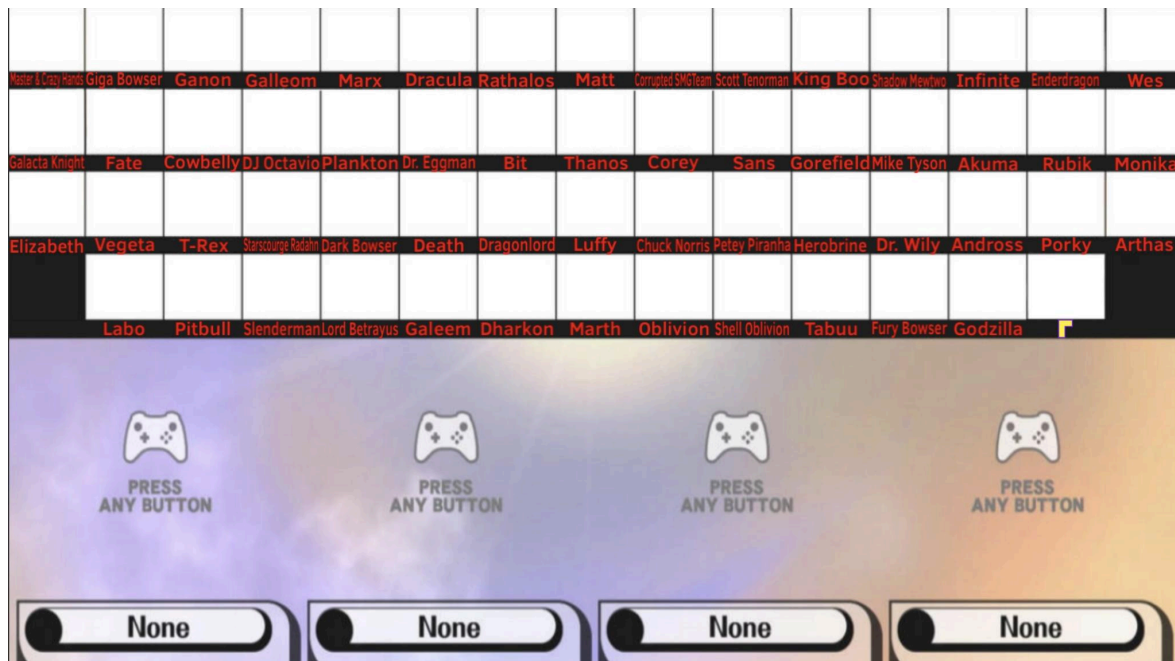 Master & Crazy Hands Giga Bowser Ganon Galleom Marx Dracula Rathalos Matt Corrupted SMGTeam Scott Tenorman King Boo Shadow Mewtwo Infinite Enderdragon Wes
Galacta Knight Fate Cowbelly DJ Octavio Plankton Dr. Eggman Bit Thanos Corey Sans Gorefield Mike Tyson Akuma Rubik Monika
Elizabeth Vegeta T-Rex Starscourge Radahn Dark Bowser Death Dragonlord Luffy Chuck Norris Petey Piranha Herobrine Dr. Wily Andross Porky Arthas
Labo Pitbull Slenderman Lord Betrayus Galeem Dharkon Marth Oblivion Shell Oblivion Tabuu Fury Bowser Godzilla
PRESS PRESS PRESS PRESS
ANY BUTTON ANY BUTTON ANY BUTTON ANY BUTTON
None None None None